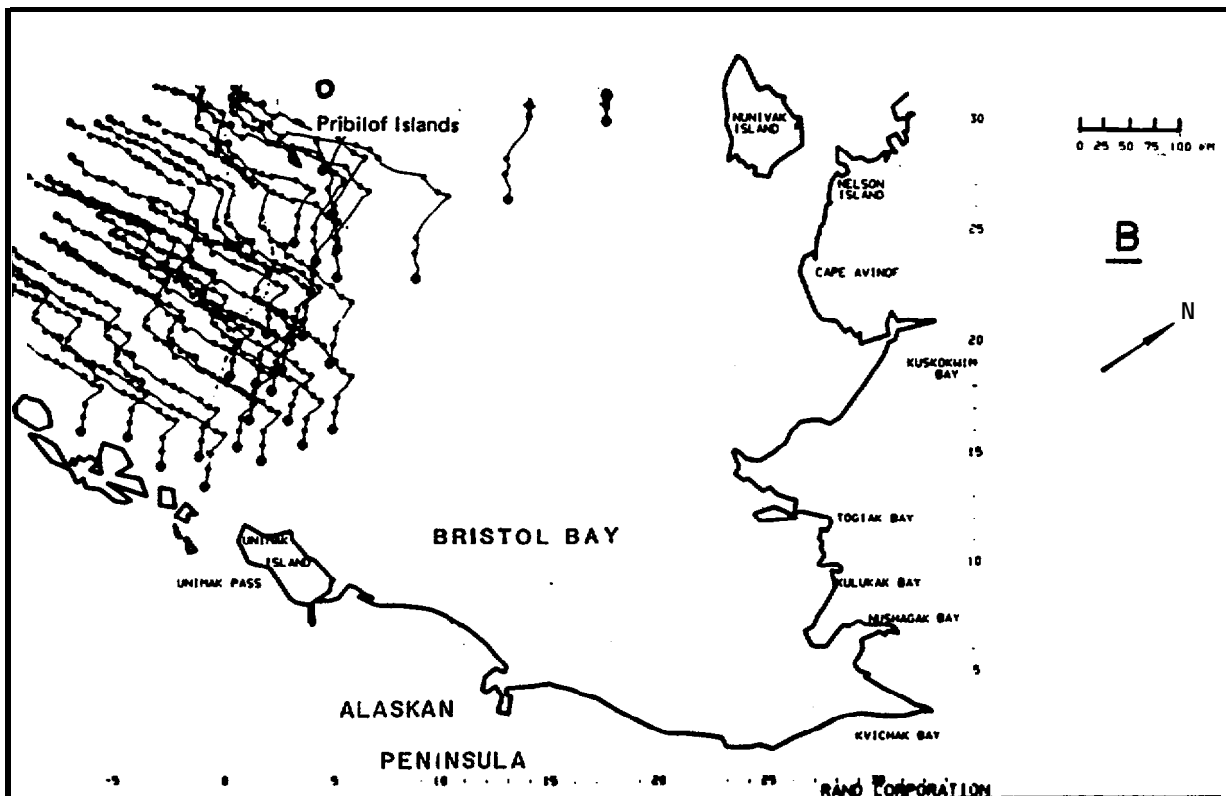 Pribilof Islands
NUNIVAK
ISLAND
30
0 25 50 75 100 KM
NELSON
ISLAND
25
B
CAPE AVINOF
N
20
KUSKOKWIM
BAY
15
TOGIAK BAY
BRISTOL BAY
UNIMAK
ISLAND
10
UNIMAK PASS
KULUKAK BAY
NUSHAGAK BAY
5
ALASKAN
PENINSULA
KVICHAK BAY
-5 0 5 10 15 20 25 30
RAND CORPORATION